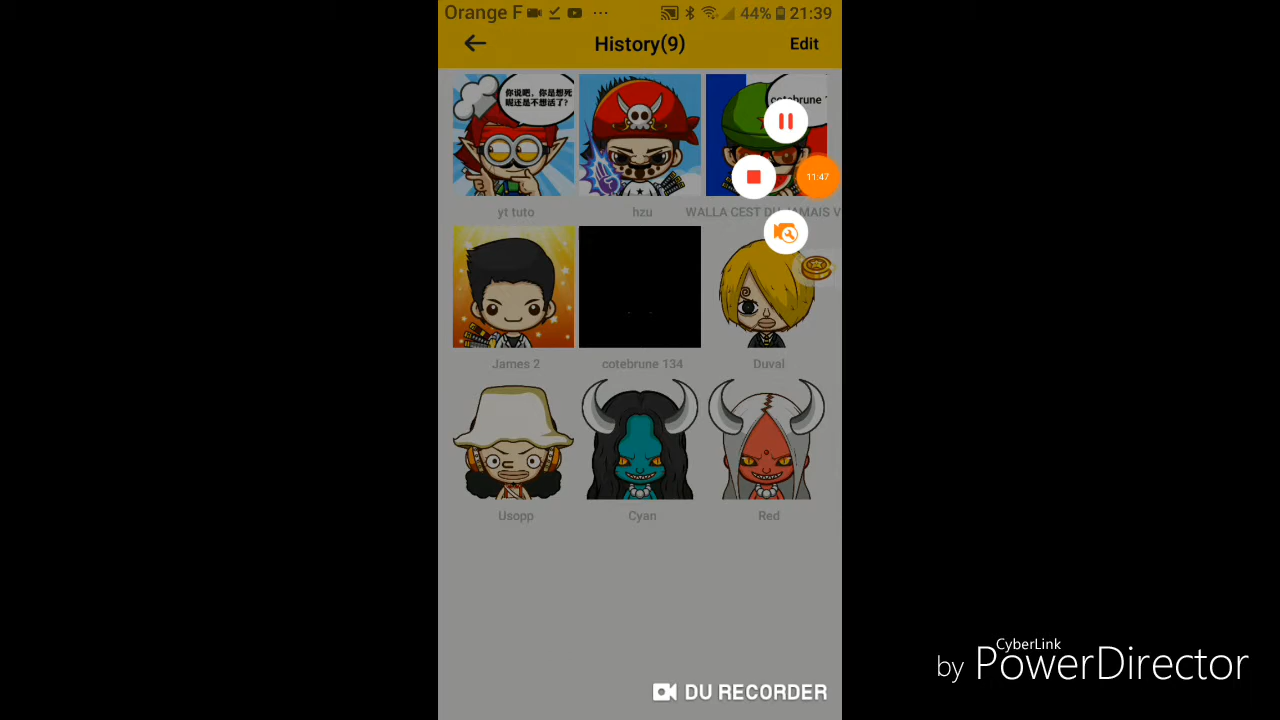 Orange F ... 44% 21:39
History(9) Edit
你说吧,你是想死
呢还是不想活了?
11:47
yt tuto hzu WALLA CEST DU JAMAIS V
James 2 cotebrune 134 Duval
Usopp Cyan Red
DU RECORDER
CyberLink
by PowerDirector